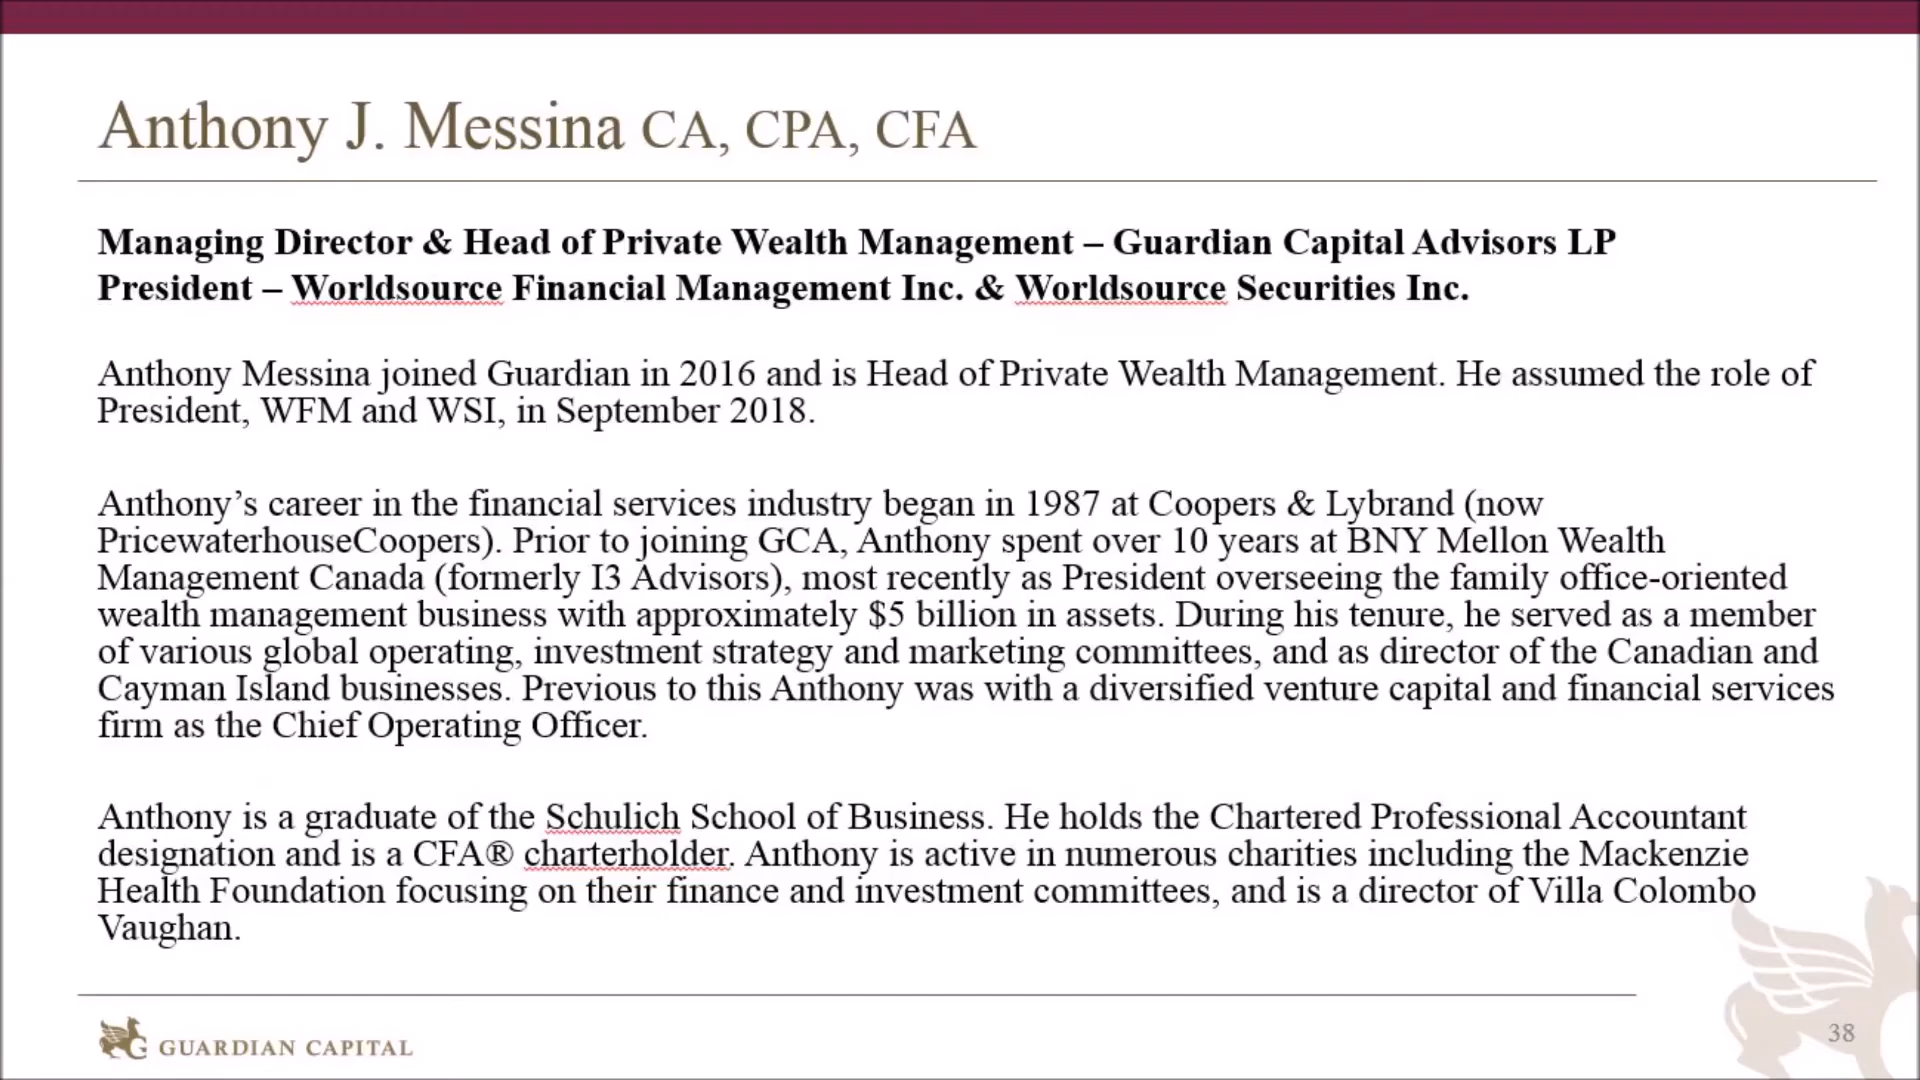 Anthony J. Messina CA, CPA, CFA
Managing Director & Head of Private Wealth Management – Guardian Capital Advisors LP
President – Worldsource Financial Management Inc. & Worldsource Securities Inc.
Anthony Messina joined Guardian in 2016 and is Head of Private Wealth Management. He assumed the role of
President, WFM and WSI, in September 2018.
Anthony’s career in the financial services industry began in 1987 at Coopers & Lybrand (now
PricewaterhouseCoopers). Prior to joining GCA, Anthony spent over 10 years at BNY Mellon Wealth
Management Canada (formerly I3 Advisors), most recently as President overseeing the family office-oriented
wealth management business with approximately $5 billion in assets. During his tenure, he served as a member
of various global operating, investment strategy and marketing committees, and as director of the Canadian and
Cayman Island businesses. Previous to this Anthony was with a diversified venture capital and financial services
firm as the Chief Operating Officer.
Anthony is a graduate of the Schulich School of Business. He holds the Chartered Professional Accountant
designation and is a CFA® charterholder. Anthony is active in numerous charities including the Mackenzie
Health Foundation focusing on their finance and investment committees, and is a director of Villa Colombo
Vaughan.
GUARDIAN CAPITAL
38